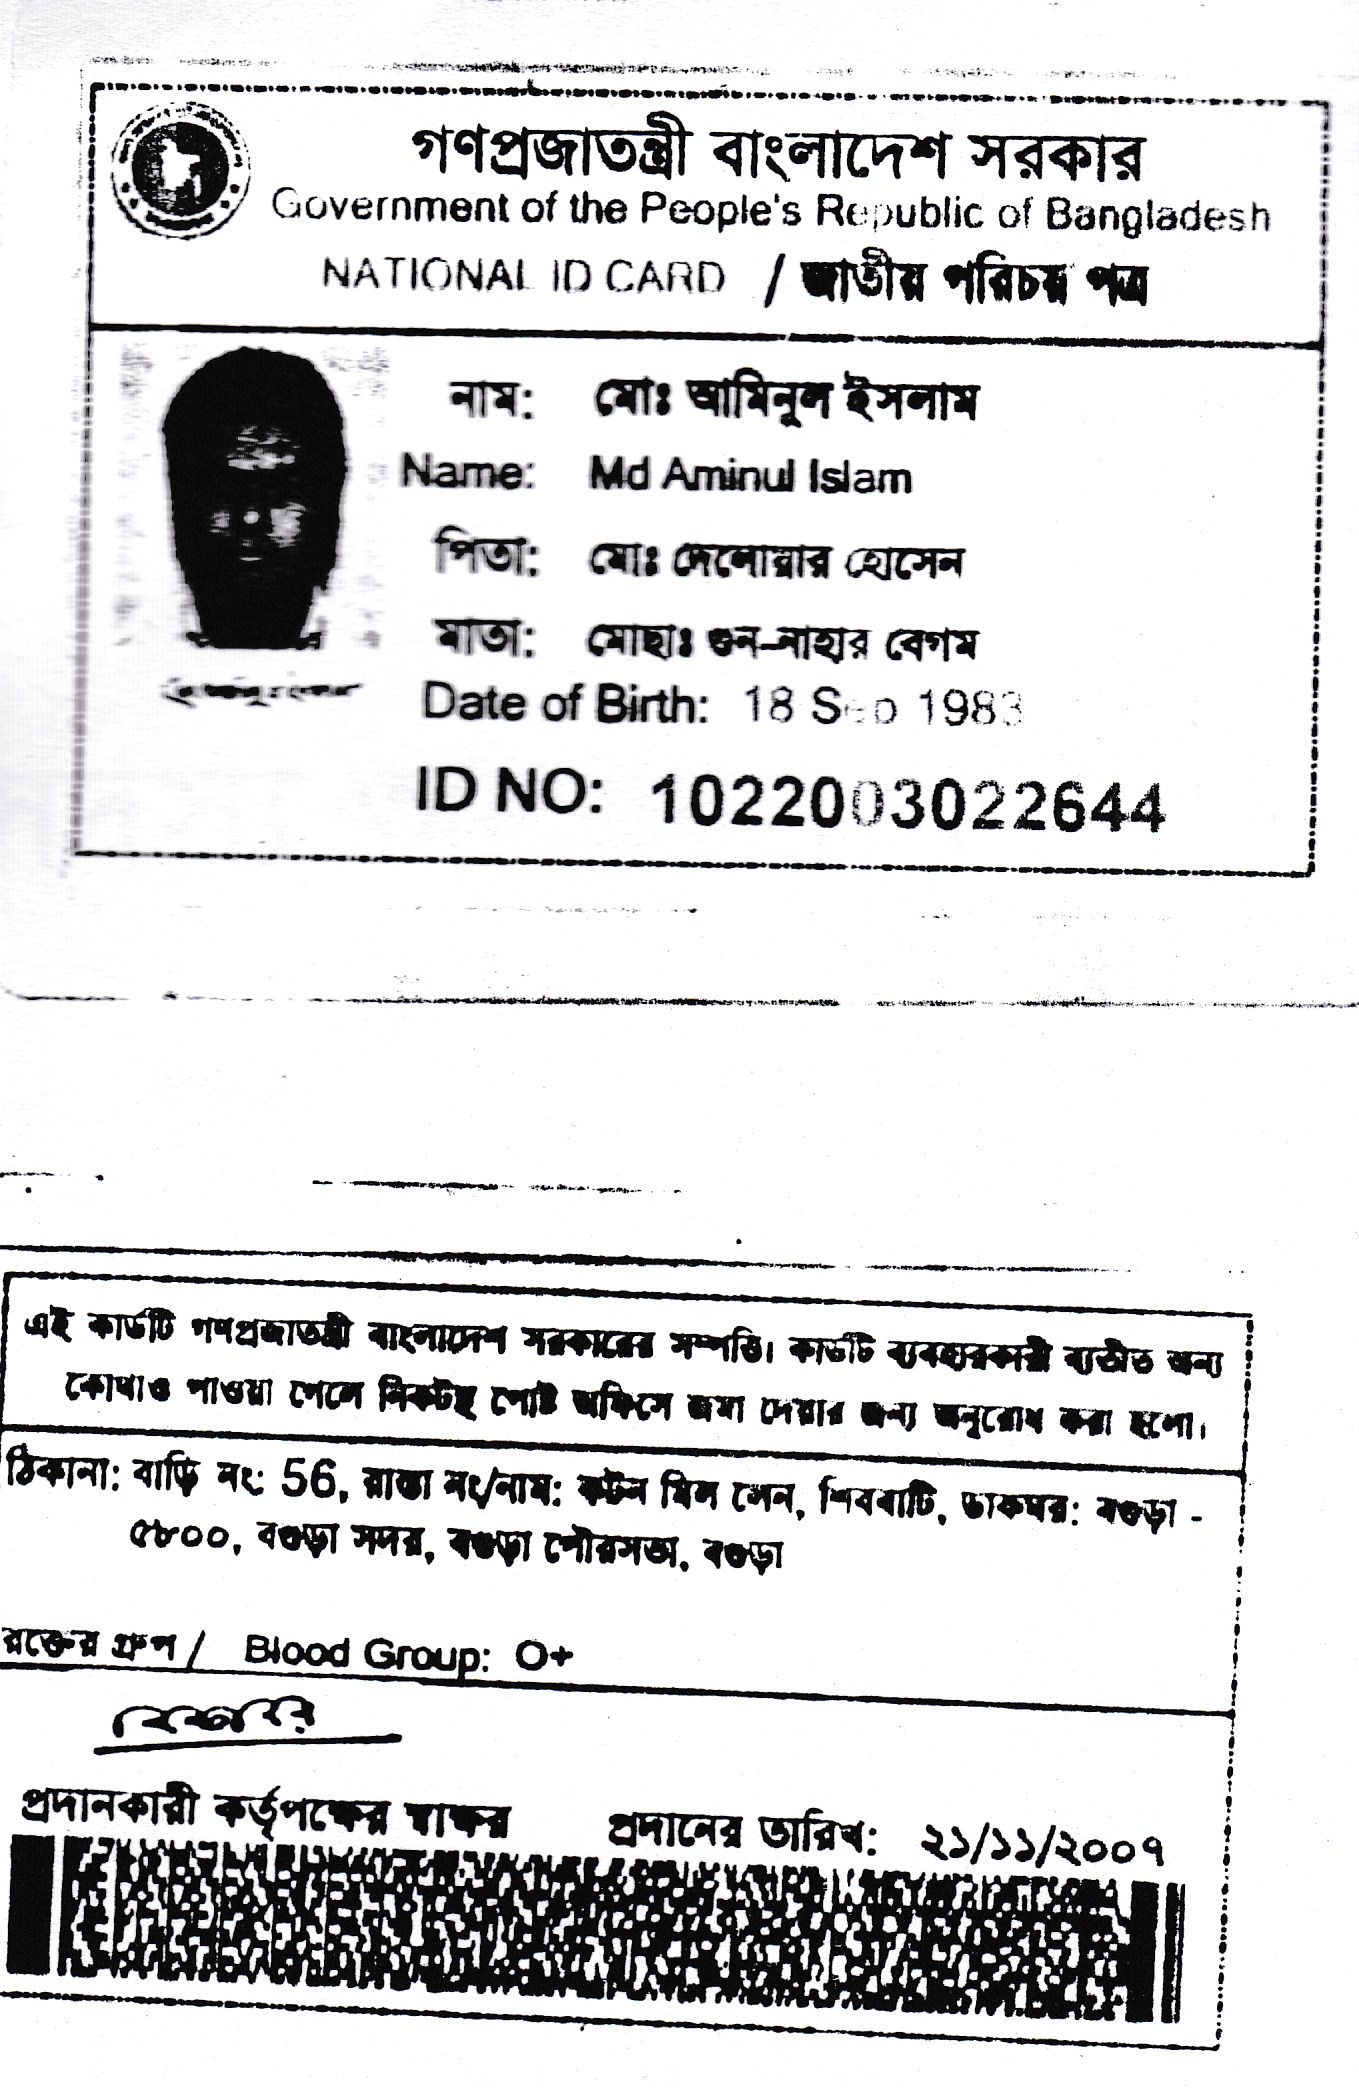 গণপ্রজাতন্ত্রী বাংলাদেশ সরকার
Government of the People's Republic of Bangladesh
NATIONAL ID CARD / জাতীয় পরিচয় পত্র
নাম: মোঃ আমিনুল ইসলাম
Name: Md Aminul Islam
পিতা: মোঃ দেলোয়ার হোসেন
মাতা: মোছাঃ গুন-নাহার বেগম
Date of Birth: 18 Sep 1983
ID NO: 1022003022644
এই কার্ডটি গণপ্রজাতন্ত্রী বাংলাদেশ সরকারের সম্পত্তি। কার্ডটি ব্যবহারকারী ব্যতীত অন্য
কোথাও পাওয়া গেলে নিকটস্থ পোষ্ট অফিসে জমা দেয়ার জন্য অনুরোধ করা হলো।
ঠিকানা: বাড়ি নং: 56, রাস্তা নং/নাম: কটন মিল লেন, শিববাটি, ডাকঘর: বগুড়া -
৫৮০০, বগুড়া সদর, বগুড়া পৌরসভা, বগুড়া
রক্তের গ্রুপ / Blood Group: O+
প্রদানকারী কর্তৃপক্ষের স্বাক্ষর প্রদানের তারিখ: ২১/১১/২০০৭